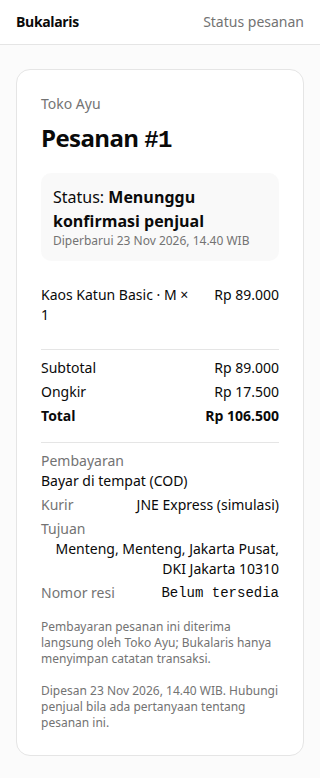 Bukalaris
Status pesanan
Toko Ayu
Pesanan #1
Status: Menunggu
konfirmasi penjual
Diperbarui 23 Nov 2026, 14.40 WIB
Kaos Katun Basic · M × Rp 89.000
1
Subtotal Rp 89.000
Ongkir Rp 17.500
Total Rp 106.500
Pembayaran
Bayar di tempat (COD)
Kurir JNE Express (simulasi)
Tujuan
Menteng, Menteng, Jakarta Pusat,
DKI Jakarta 10310
Nomor resi Belum tersedia
Pembayaran pesanan ini diterima
langsung oleh Toko Ayu; Bukalaris hanya
menyimpan catatan transaksi.
Dipesan 23 Nov 2026, 14.40 WIB. Hubungi
penjual bila ada pertanyaan tentang
pesanan ini.